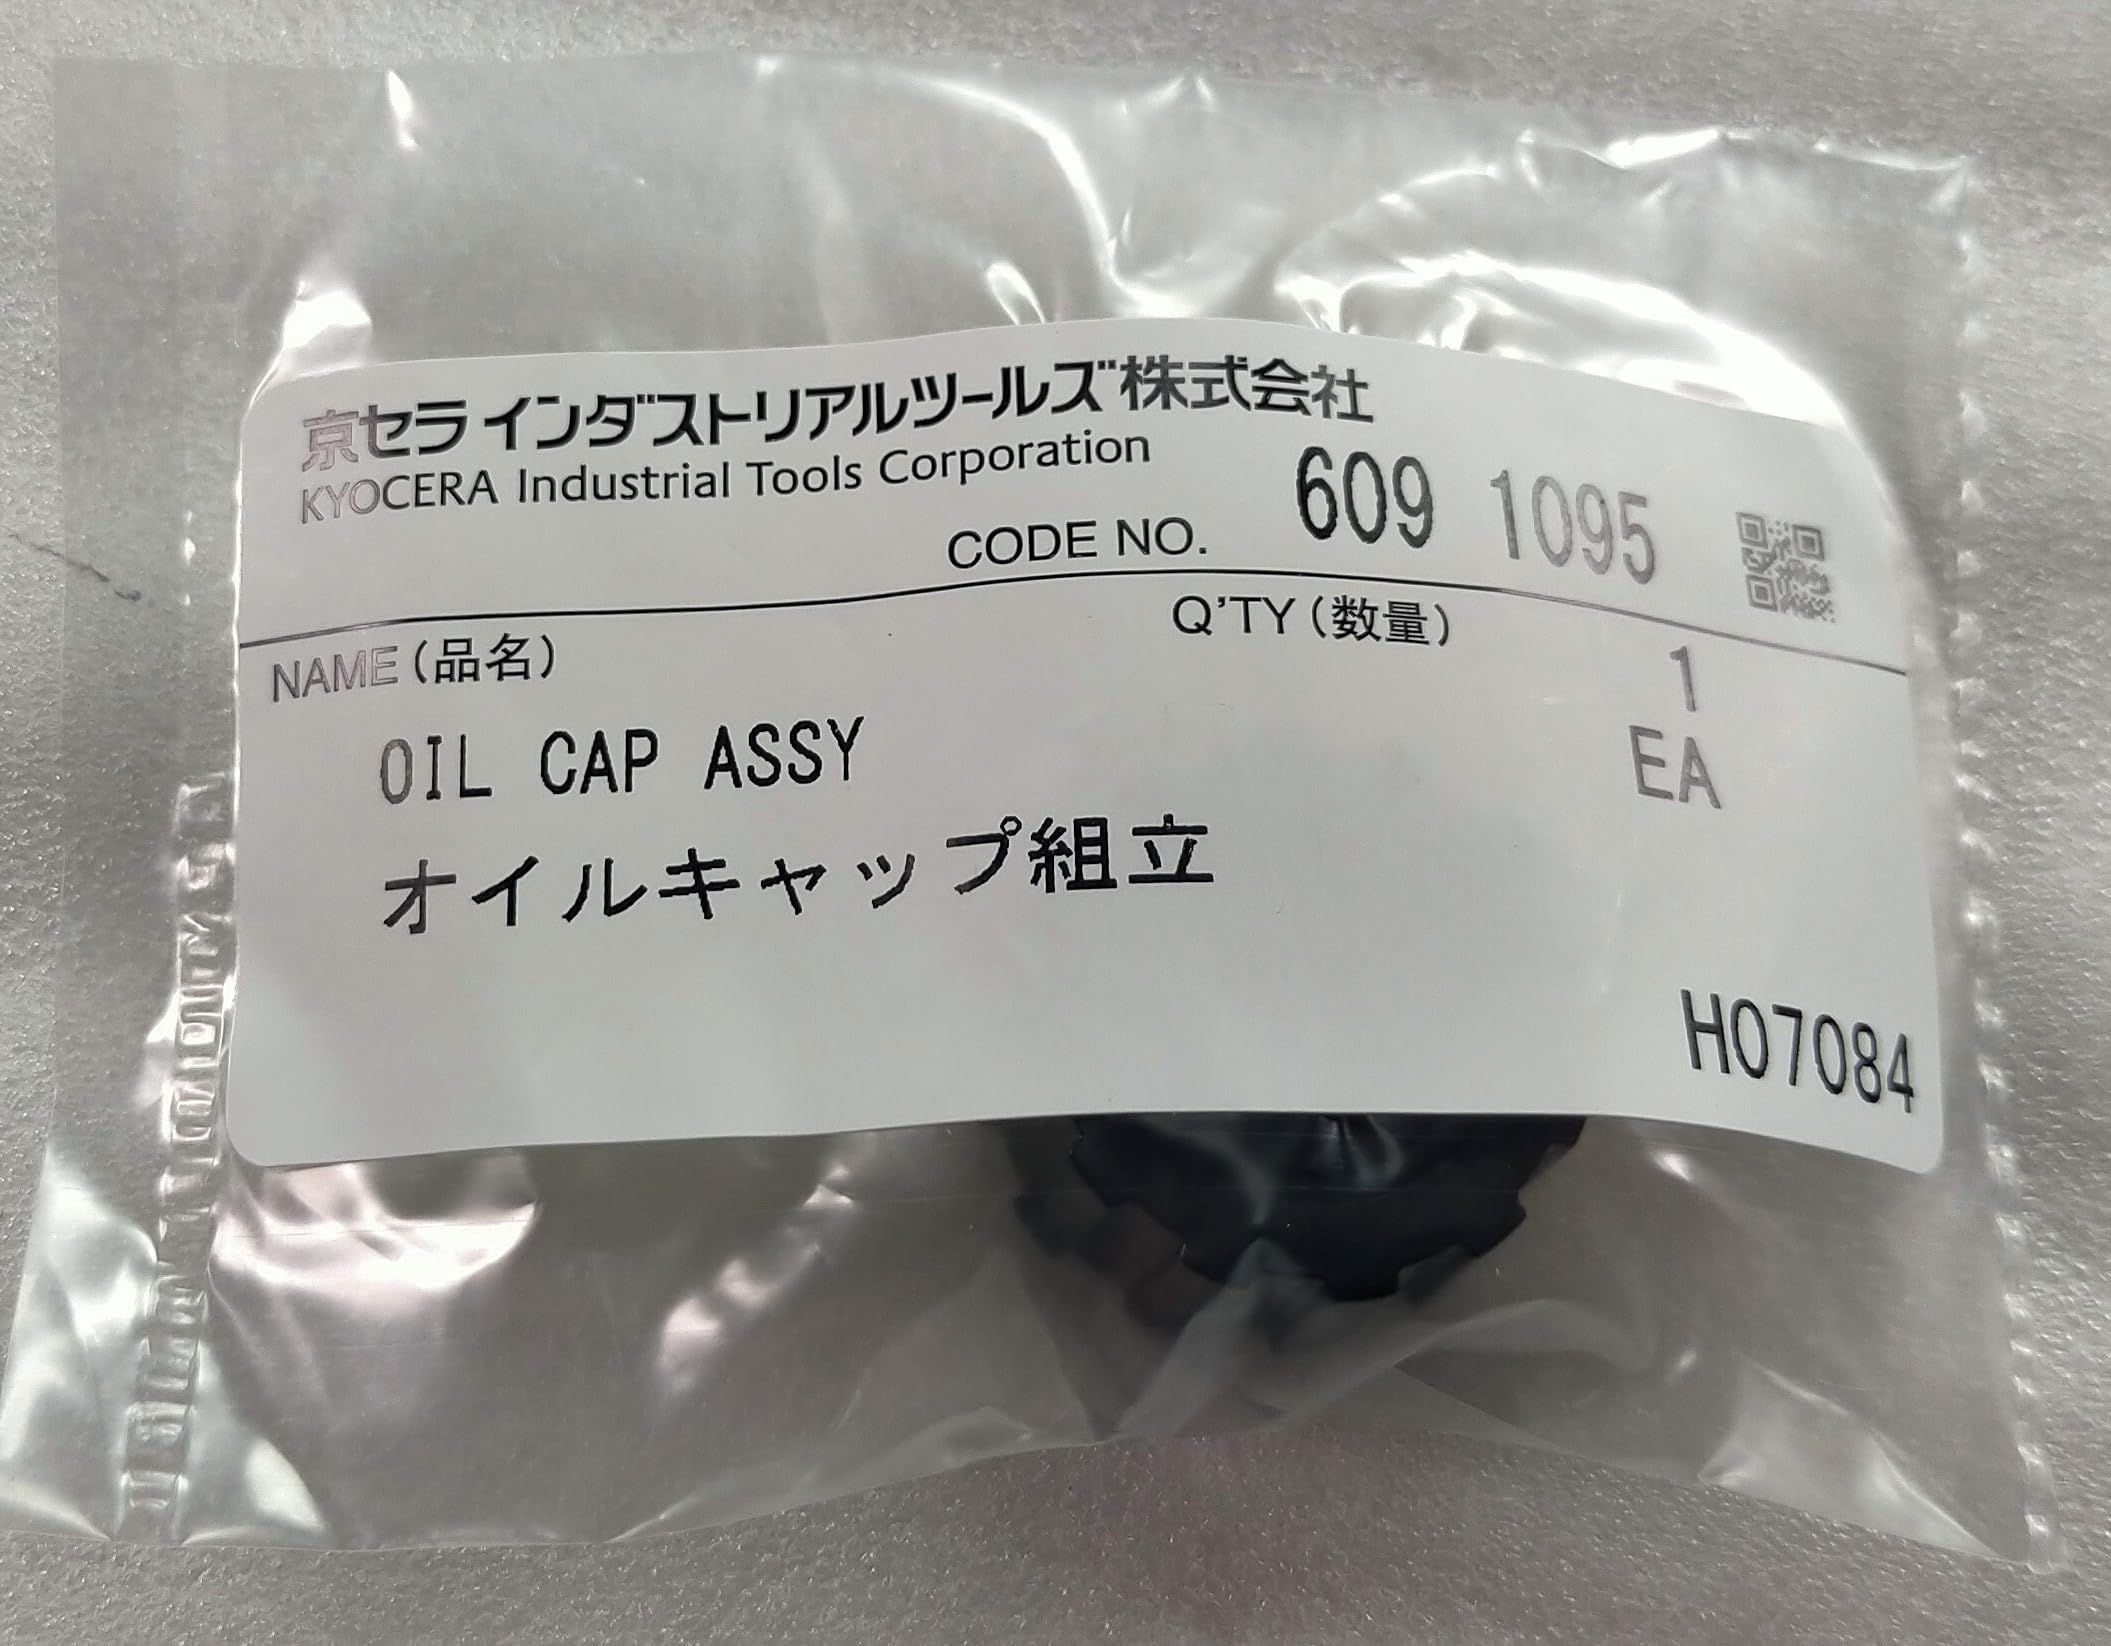 京セラ インダストリアルツールズ株式会社
KYOCERA Industrial Tools Corporation
CODE NO. 609 1095
NAME（品名） Q'TY（数量） 1
OIL CAP ASSY EA
オイルキャップ組立
H07084